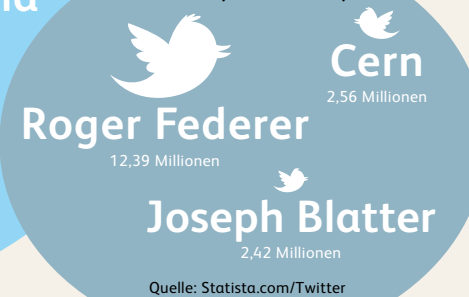 Cern
2,56 Millionen
Roger Federer
12,39 Millionen
Joseph Blatter
2,42 Millionen
Quelle: Statista.com/Twitter